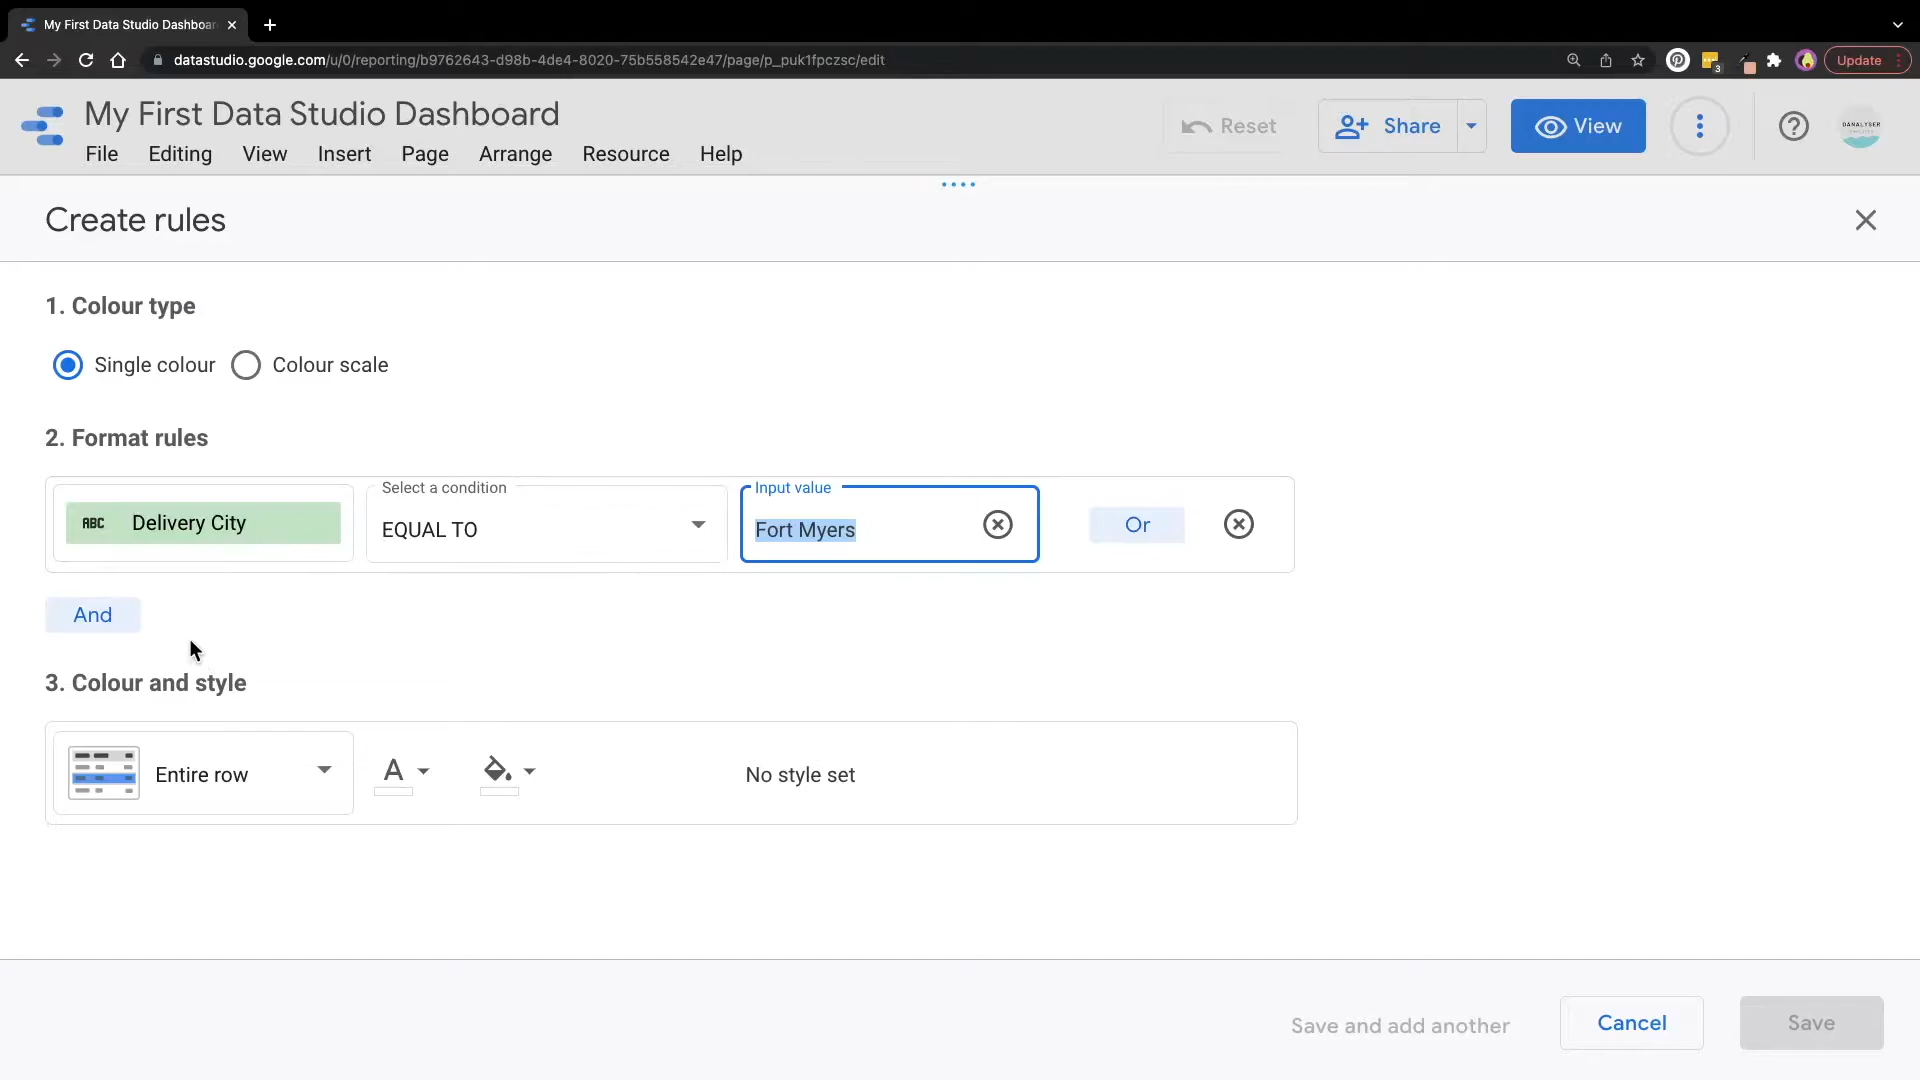 My First Data Studio Dashboar
datastudio.google.com/u/0/reporting/b9762643-d98b-4de4-8020-75b558542e47/page/p_puk1fpczsc/edit
3
Update
My First Data Studio Dashboard
File Editing View Insert Page Arrange Resource Help
Reset
Share
View
DANALYSER
Create rules
1. Colour type
Single colour
Colour scale
2. Format rules
ABC Delivery City
Select a condition
EQUAL TO
Input value
Fort Myers
Or
And
3. Colour and style
Entire row
A
No style set
Save and add another
Cancel
Save